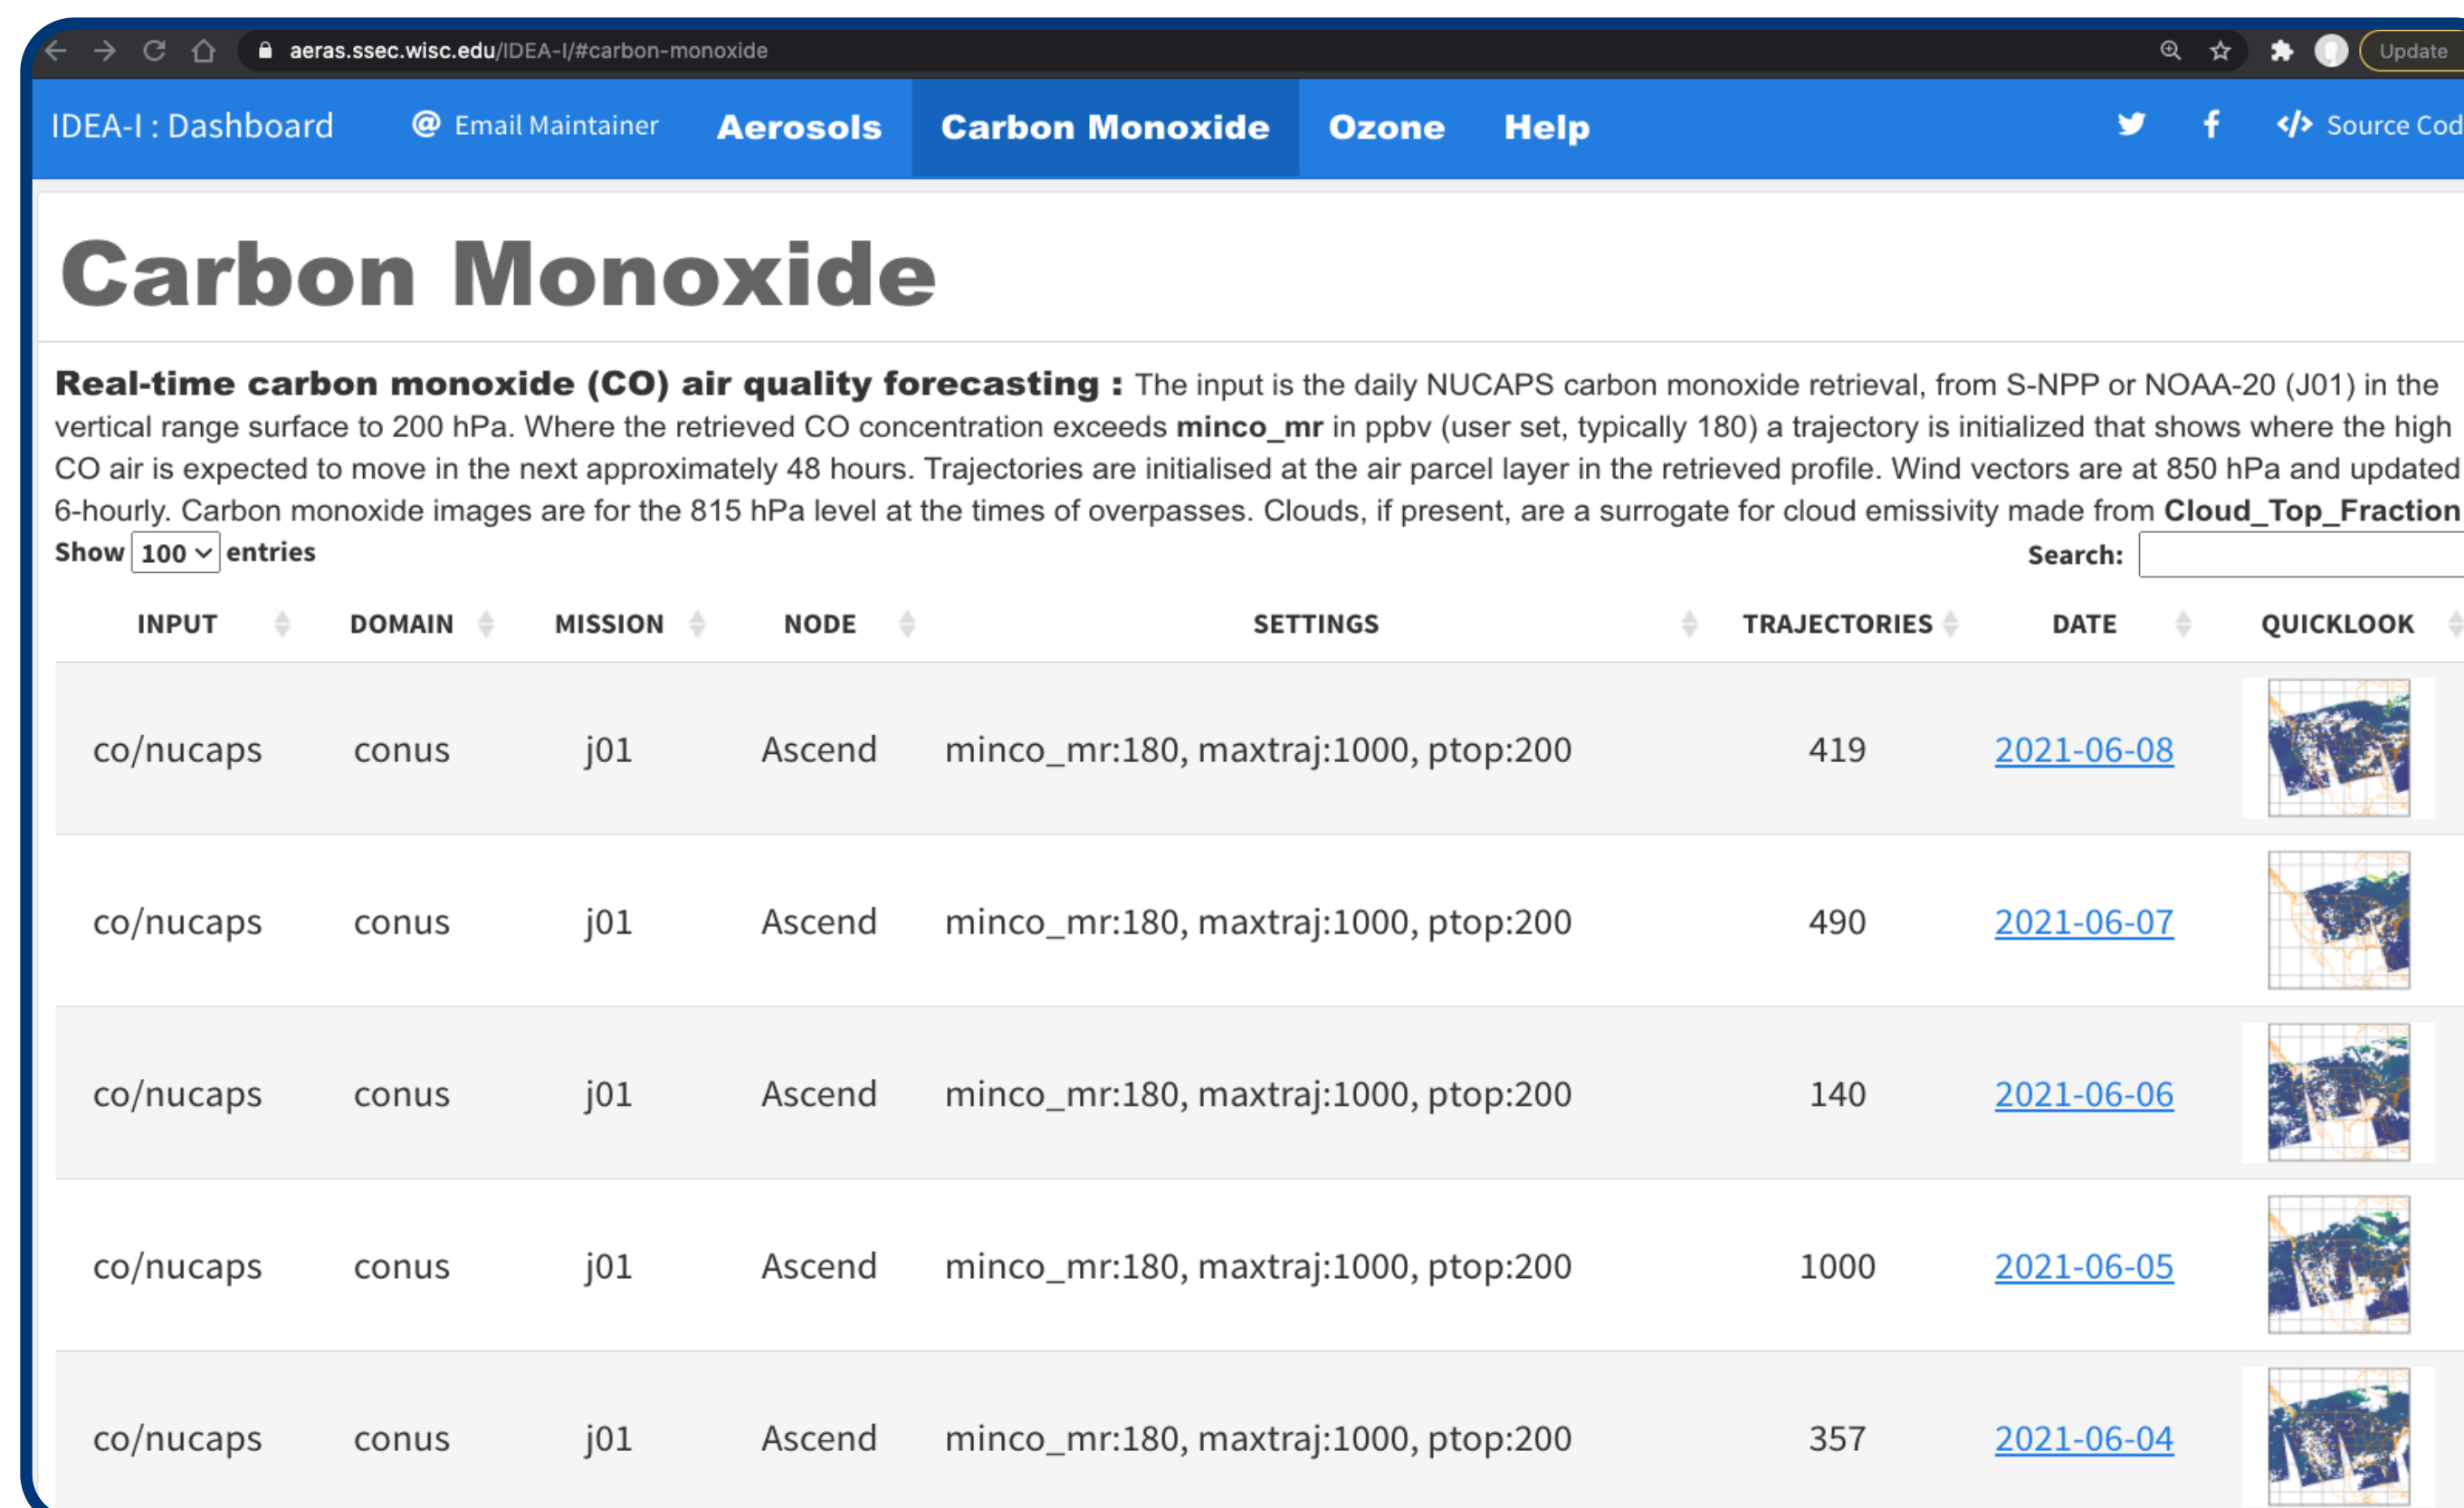 aeras.ssec.wisc.edu/IDEA-I/#carbon-monoxide Update
IDEA-I : Dashboard @ Email Maintainer Aerosols Carbon Monoxide Ozone Help </> Source Cod
Carbon Monoxide
Real-time carbon monoxide (CO) air quality forecasting : The input is the daily NUCAPS carbon monoxide retrieval, from S-NPP or NOAA-20 (J01) in the
vertical range surface to 200 hPa. Where the retrieved CO concentration exceeds minco_mr in ppbv (user set, typically 180) a trajectory is initialized that shows where the high
CO air is expected to move in the next approximately 48 hours. Trajectories are initialised at the air parcel layer in the retrieved profile. Wind vectors are at 850 hPa and updated
6-hourly. Carbon monoxide images are for the 815 hPa level at the times of overpasses. Clouds, if present, are a surrogate for cloud emissivity made from Cloud_Top_Fraction
Show 100 entries Search:
INPUT DOMAIN MISSION NODE SETTINGS TRAJECTORIES DATE QUICKLOOK
co/nucaps conus j01 Ascend minco_mr:180, maxtraj:1000, ptop:200 419 2021-06-08
co/nucaps conus j01 Ascend minco_mr:180, maxtraj:1000, ptop:200 490 2021-06-07
co/nucaps conus j01 Ascend minco_mr:180, maxtraj:1000, ptop:200 140 2021-06-06
co/nucaps conus j01 Ascend minco_mr:180, maxtraj:1000, ptop:200 1000 2021-06-05
co/nucaps conus j01 Ascend minco_mr:180, maxtraj:1000, ptop:200 357 2021-06-04